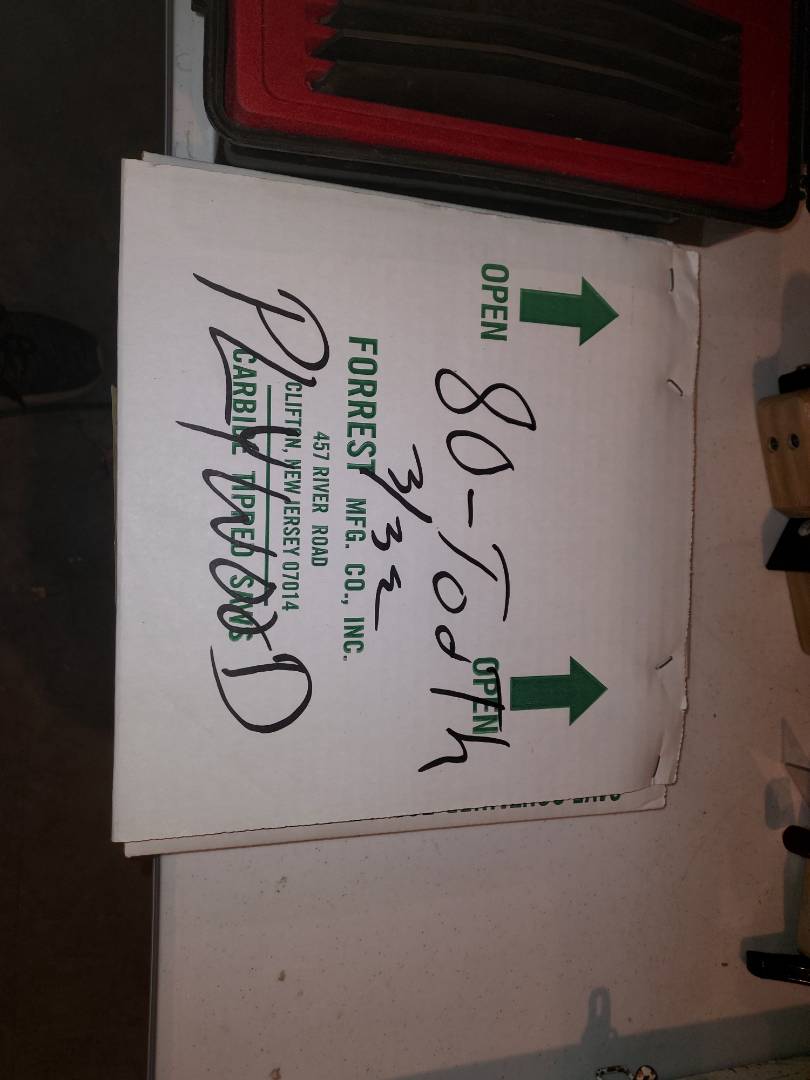 OPEN OPEN
80-Tooth
3/32
FORREST MFG. CO., INC.
457 RIVER ROAD
CLIFTON, NEW JERSEY 07014
CARBIDE TIPPED SAWS
PLYWOOD